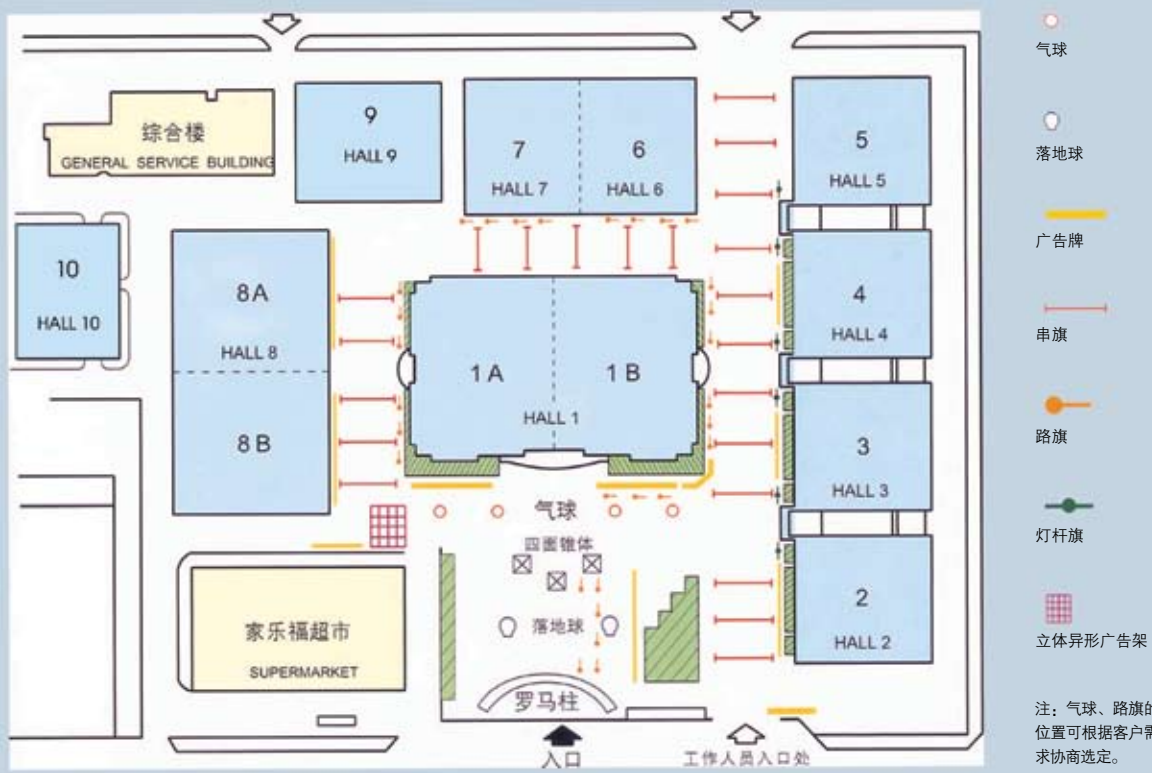 综合楼
GENERAL SERVICE BUILDING
9
HALL 9
7
HALL 7
6
HALL 6
5
HALL 5
10
HALL 10
8A
HALL 8
8B
1A
1B
HALL 1
4
HALL 4
3
HALL 3
2
HALL 2
气球
四面锥体
落地球
罗马柱
家乐福超市
SUPERMARKET
入口
工作人员入口处
气球
落地球
广告牌
串旗
路旗
灯杆旗
立体异形广告架
注：气球、路旗的
位置可根据客户需
求协商选定。